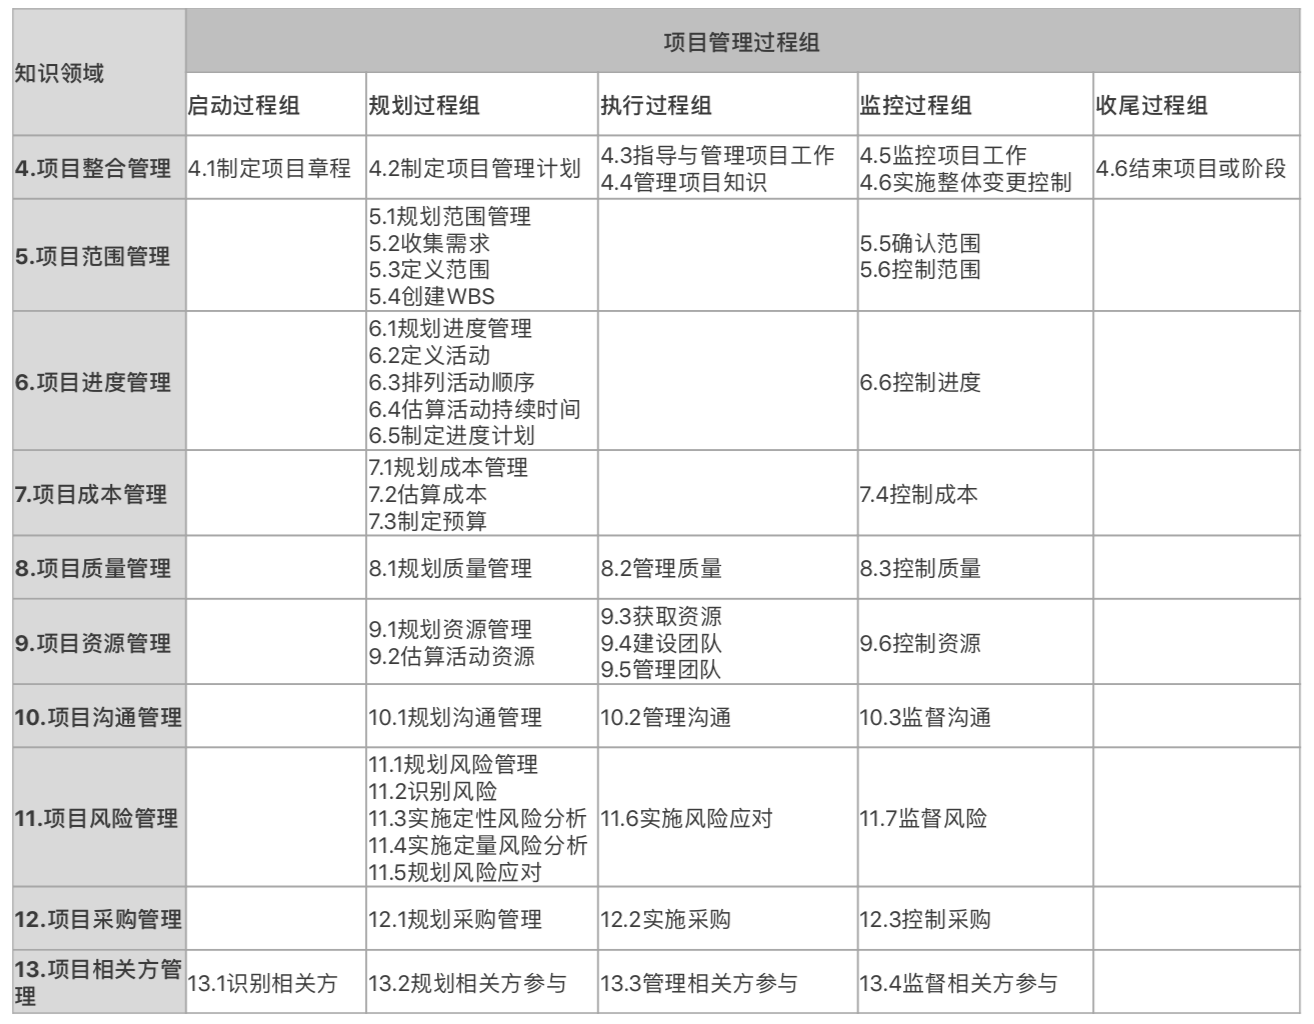 知识领域
项目管理过程组
启动过程组
规划过程组
执行过程组
监控过程组
收尾过程组
4.项目整合管理
4.1制定项目章程
4.2制定项目管理计划
4.3指导与管理项目工作
4.4管理项目知识
4.5监控项目工作
4.6实施整体变更控制
4.6结束项目或阶段
5.项目范围管理
5.1规划范围管理
5.2收集需求
5.3定义范围
5.4创建WBS
5.5确认范围
5.6控制范围
6.项目进度管理
6.1规划进度管理
6.2定义活动
6.3排列活动顺序
6.4估算活动持续时间
6.5制定进度计划
6.6控制进度
7.项目成本管理
7.1规划成本管理
7.2估算成本
7.3制定预算
7.4控制成本
8.项目质量管理
8.1规划质量管理
8.2管理质量
8.3控制质量
9.项目资源管理
9.1规划资源管理
9.2估算活动资源
9.3获取资源
9.4建设团队
9.5管理团队
9.6控制资源
10.项目沟通管理
10.1规划沟通管理
10.2管理沟通
10.3监督沟通
11.项目风险管理
11.1规划风险管理
11.2识别风险
11.3实施定性风险分析
11.4实施定量风险分析
11.5规划风险应对
11.6实施风险应对
11.7监督风险
12.项目采购管理
12.1规划采购管理
12.2实施采购
12.3控制采购
13.项目相关方管
理
13.1识别相关方
13.2规划相关方参与
13.3管理相关方参与
13.4监督相关方参与